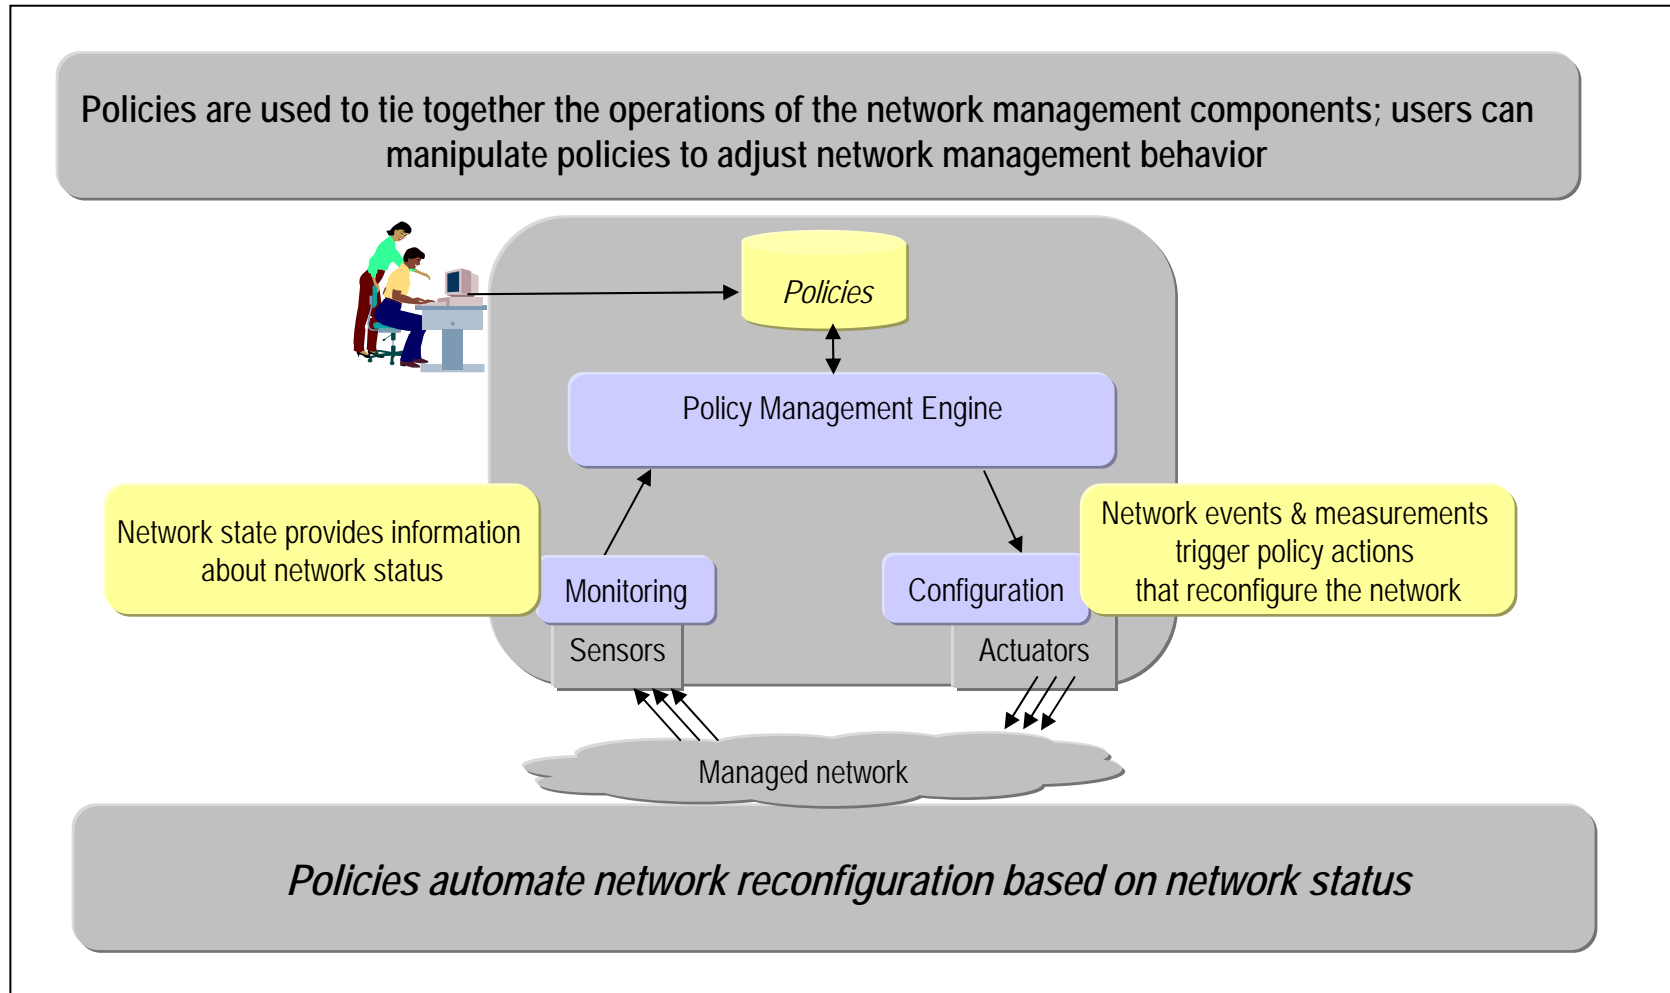 Policies are used to tie together the operations of the network management components; users can
manipulate policies to adjust network management behavior
Policies
Policy Management Engine
Network state provides information
about network status
Monitoring
Sensors
Configuration
Actuators
Network events & measurements
trigger policy actions
that reconfigure the network
Managed network
Policies automate network reconfiguration based on network status